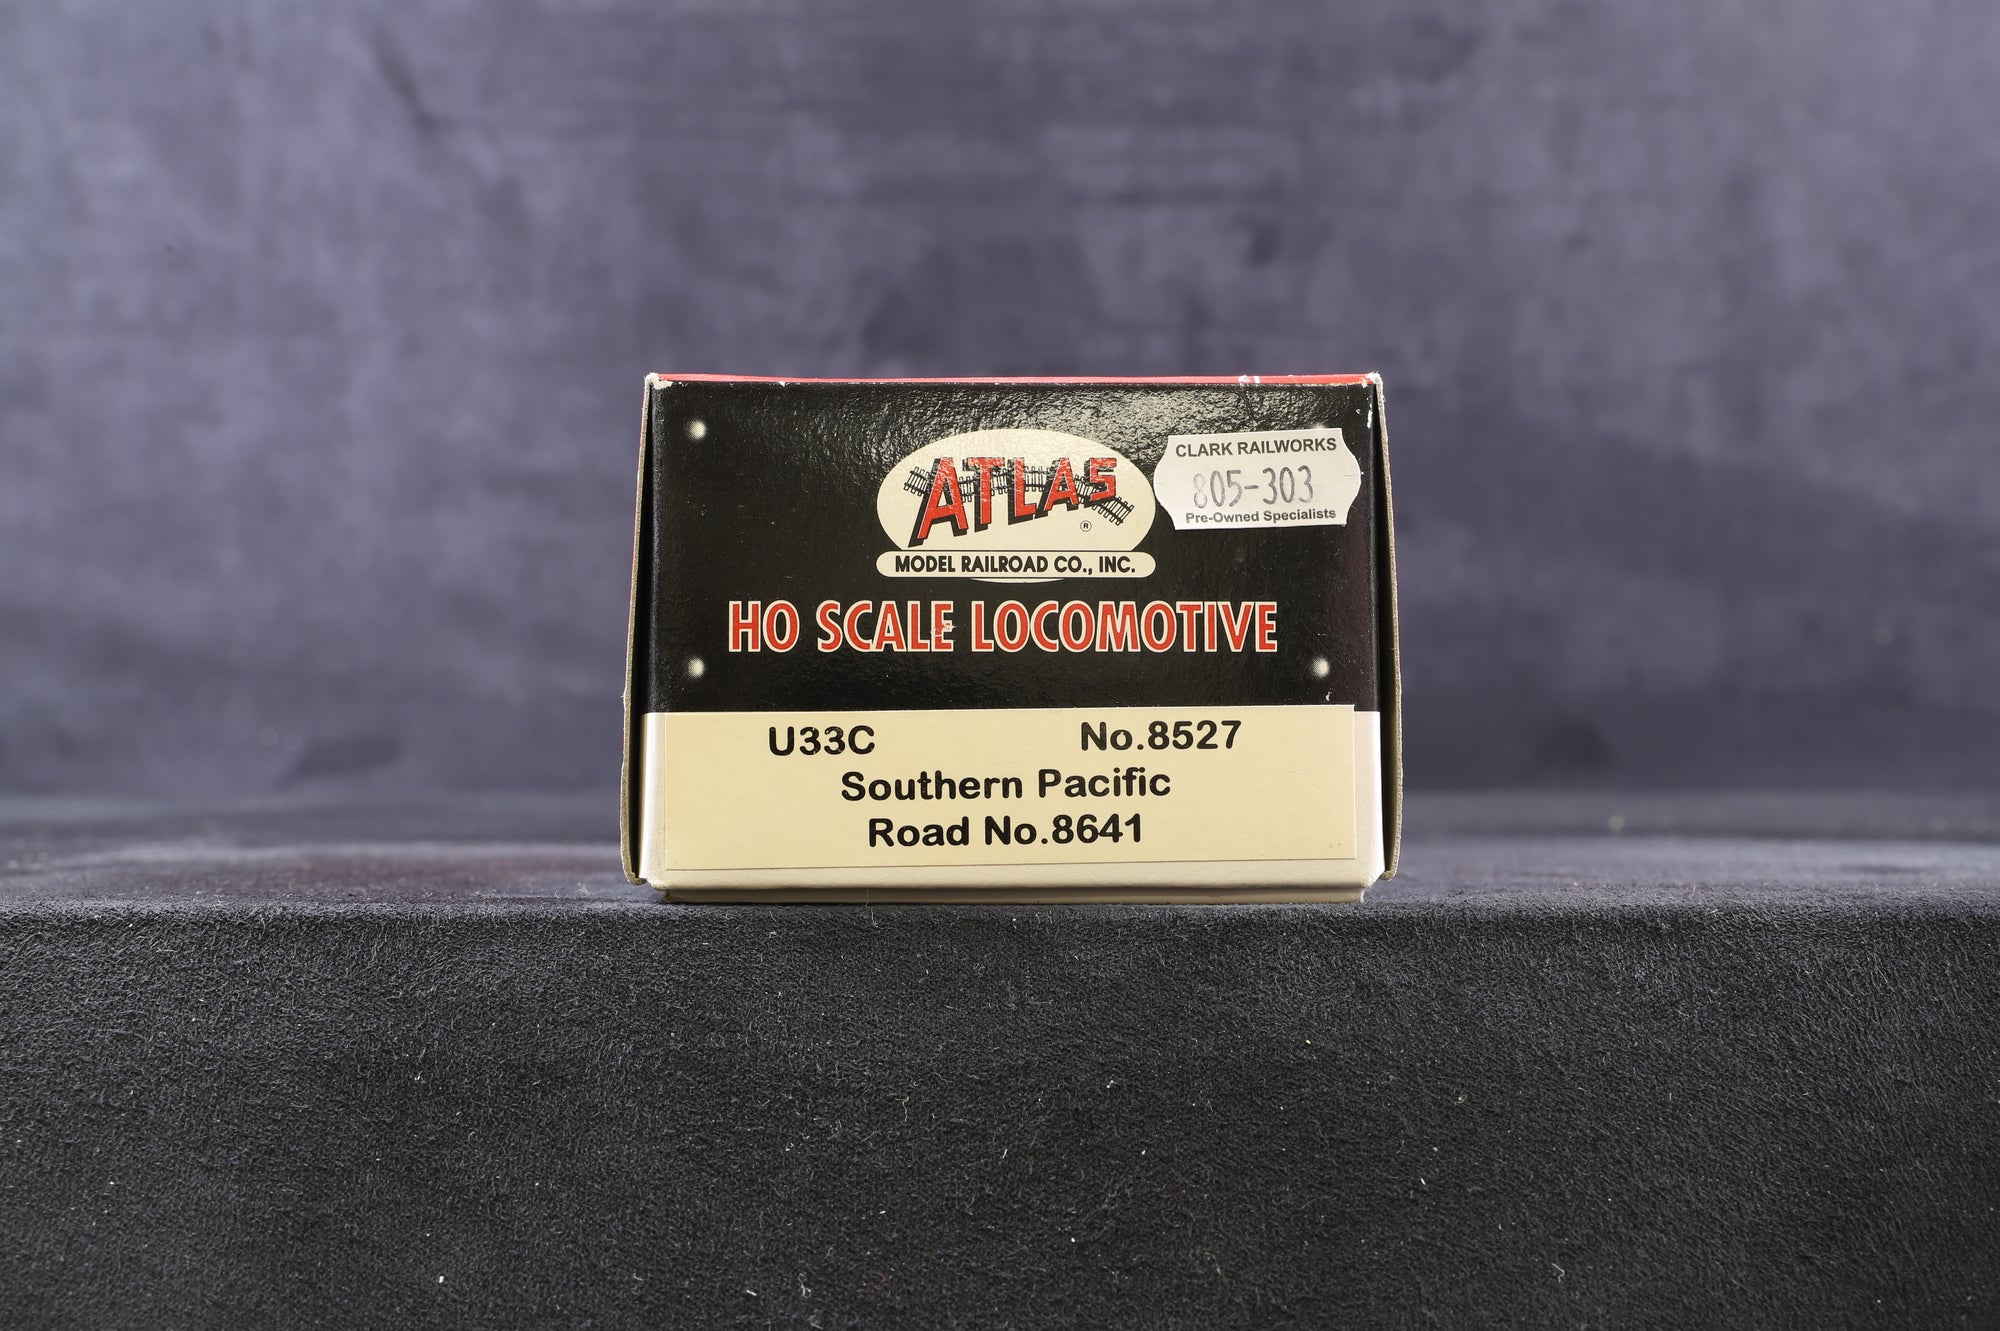 ATLAS
®
MODEL RAILROAD CO., INC.
CLARK RAILWORKS
805-303
Pre-Owned Specialists
HO SCALE LOCOMOTIVE
U33C No.8527
Southern Pacific
Road No.8641